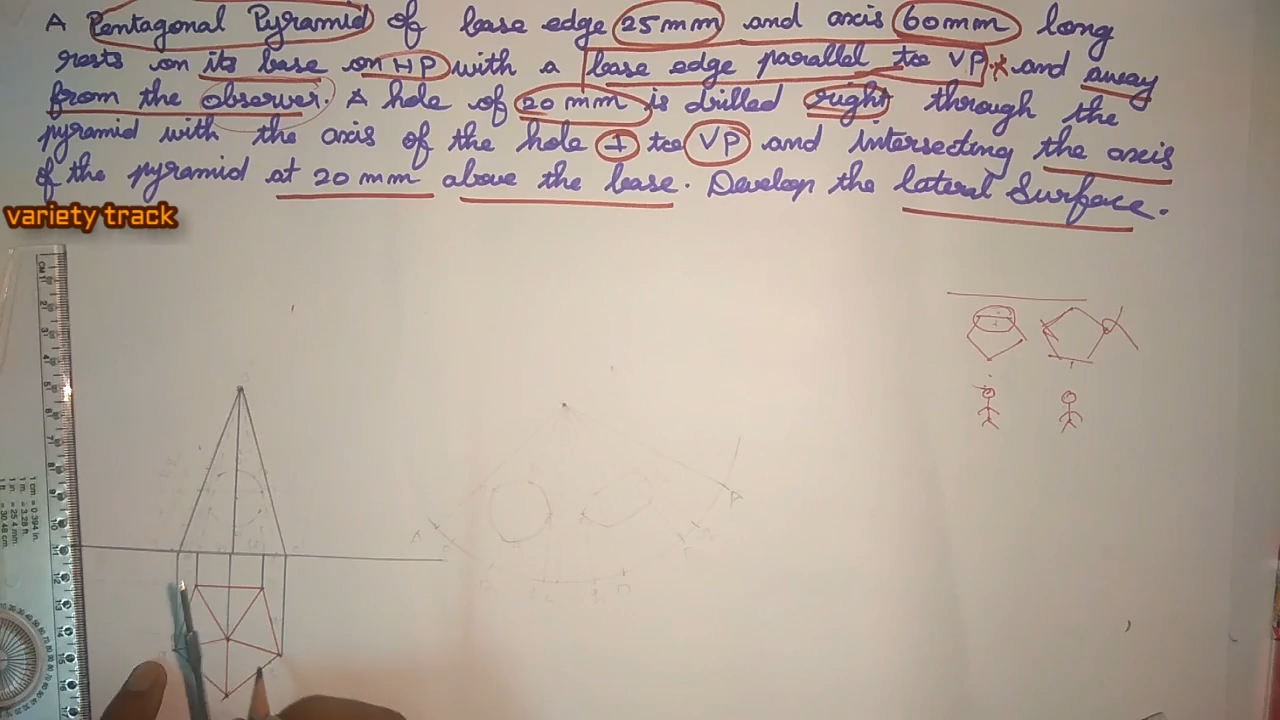 A Pentagonal Pyramid of base edge 25mm and axis 60mm long
rests on its base on HP with a base edge parallel to VP. and away
from the observer. A hole of 20 mm is drilled right through the
pyramid with the axis of the hole ⊥ to VP and intersecting the axis
of the pyramid at 20 mm above the base. Develop the lateral Surface.
variety track